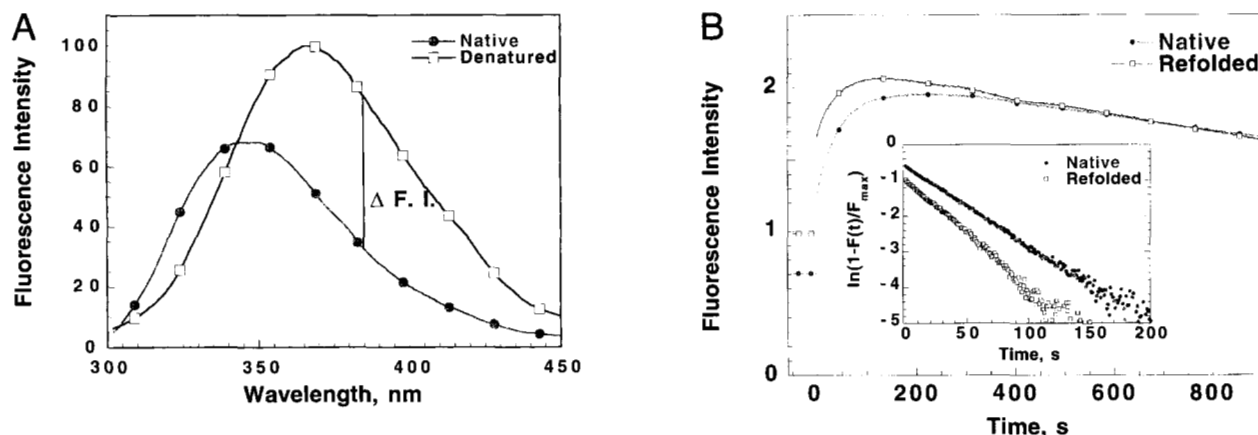 A
Fluorescence Intensity
100
80
60
40
20
0
Native
Denatured
Δ F. I.
300
350
400
450
Wavelength, nm
B
Fluorescence Intensity
2
1
0
Native
Refolded
ln(1-F(t)/Fmax)
0
-1
-2
-3
-4
-5
Native
Refolded
0 50 100 150 200
Time, s
0 200 400 600 800
Time, s